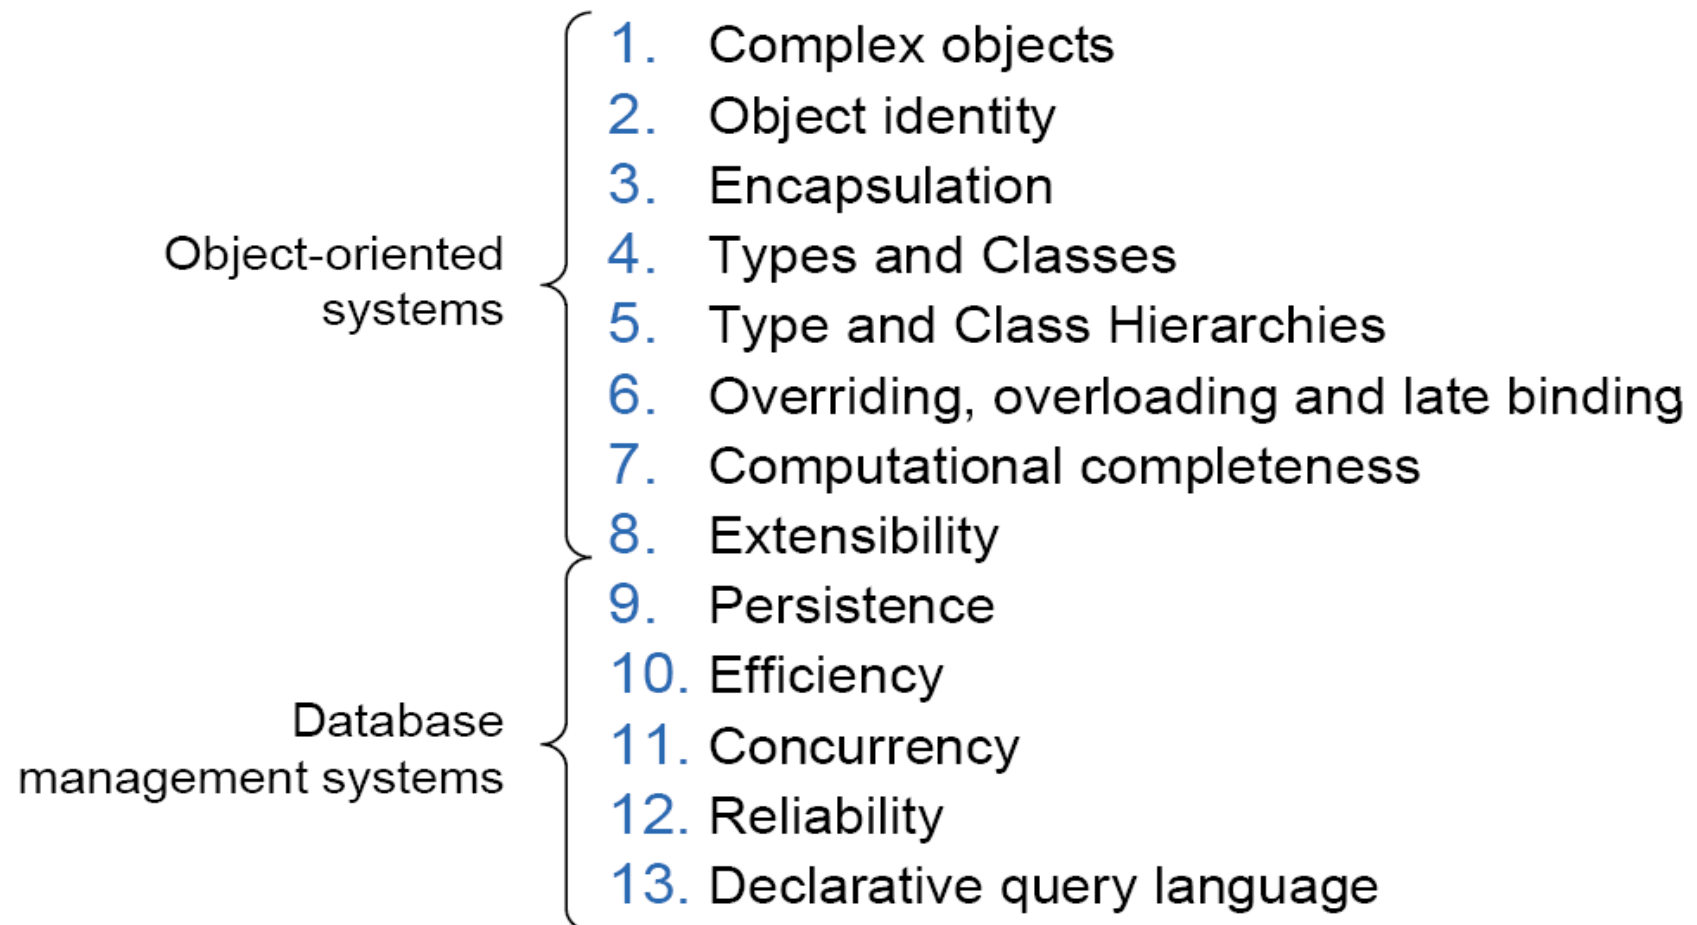 Object-oriented
systems
1. Complex objects
2. Object identity
3. Encapsulation
4. Types and Classes
5. Type and Class Hierarchies
6. Overriding, overloading and late binding
7. Computational completeness
8. Extensibility
Database
management systems
9. Persistence
10. Efficiency
11. Concurrency
12. Reliability
13. Declarative query language